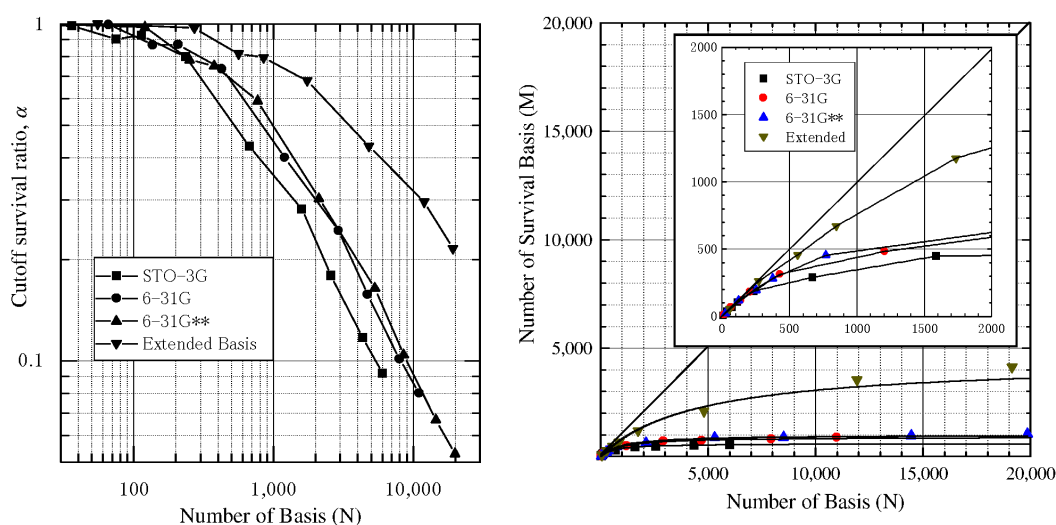 1
0.1
Cutoff survival ratio, α
STO−3G
6−31G
6−31G**
Extended Basis
100
1,000
10,000
Number of Basis (N)
20,000
15,000
10,000
5,000
0
Number of Survival Basis (M)
2000
1500
1000
500
0
STO−3G
6−31G
6−31G**
Extended
0
500
1000
1500
2000
5,000
10,000
15,000
20,000
Number of Basis (N)